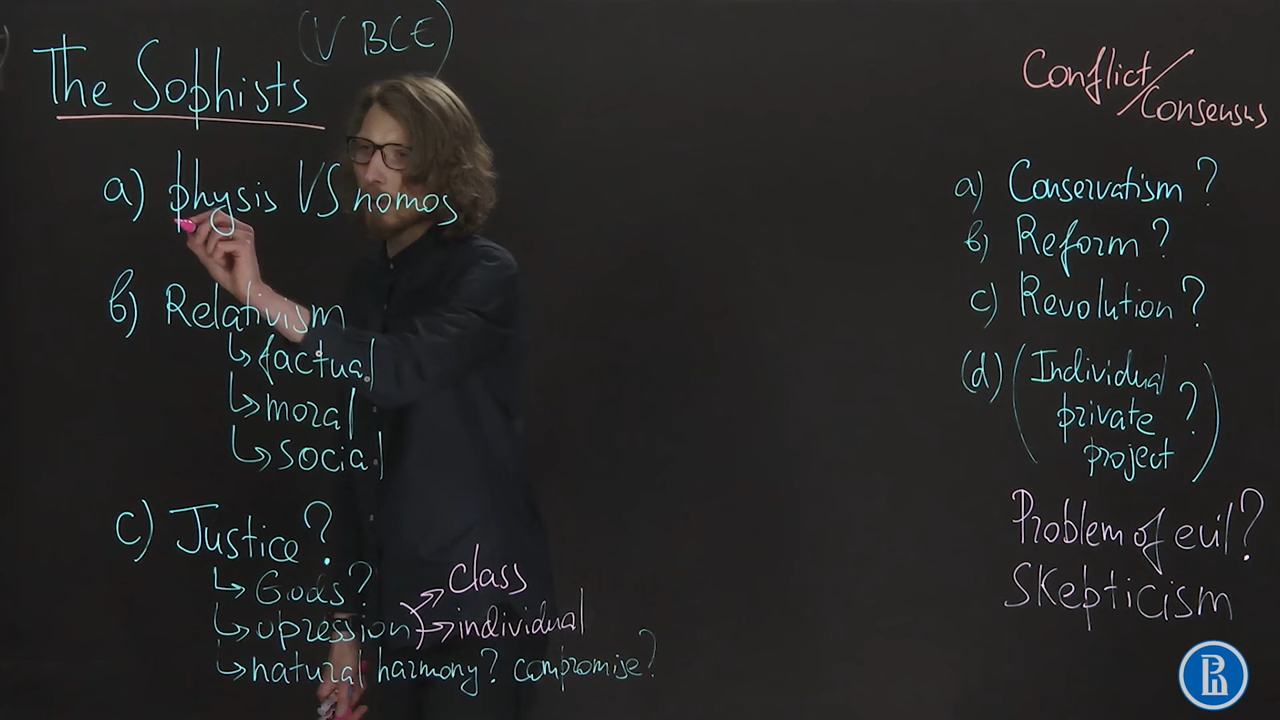 The Sophists (V BCE)
a) physis VS nomos
b) Relativism
↳ factual
↳ moral
↳ social
c) Justice?
↳ Gods?
↳ opression → class
→ individual
↳ natural harmony? compromise?
Conflict/
Consensus
a) Conservatism?
b) Reform?
c) Revolution?
(d) (Individual
private ?
project)
Problem of evil?
Skepticism